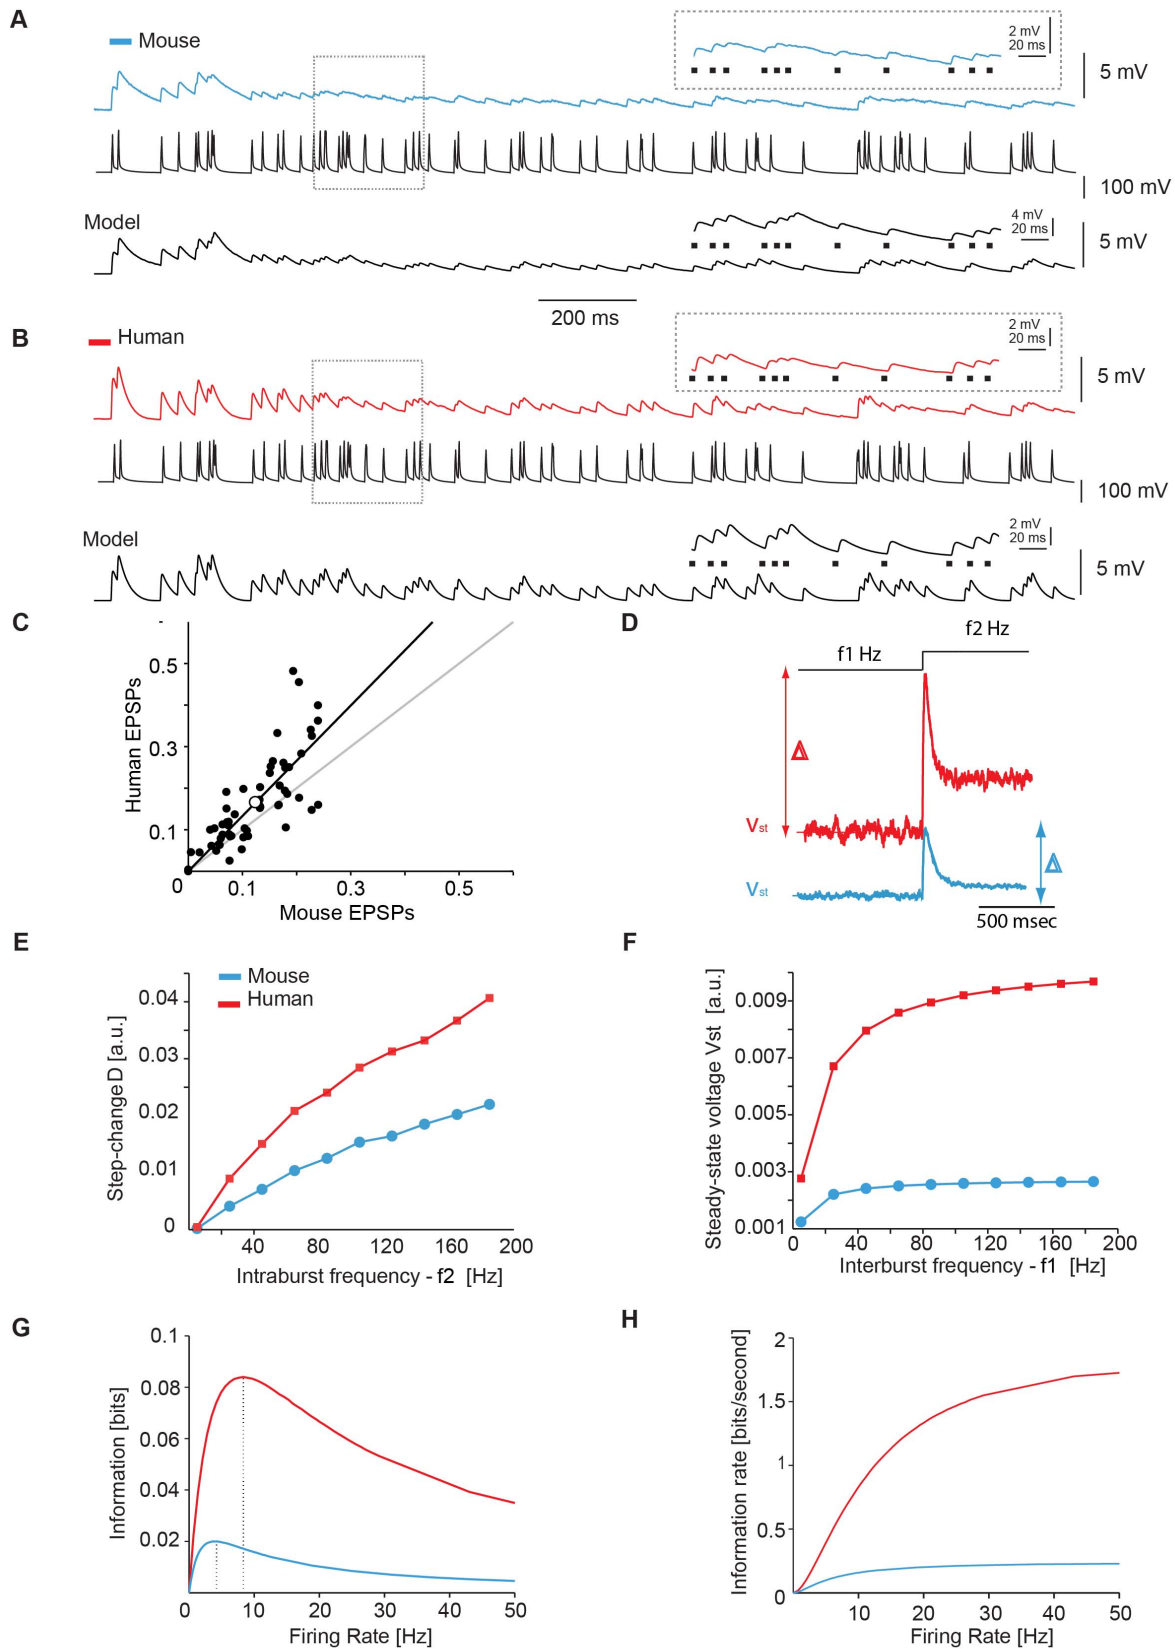 A
Mouse
2 mV
20 ms
5 mV
100 mV
Model
4 mV
20 ms
5 mV
200 ms
B
Human
2 mV
20 ms
5 mV
100 mV
Model
2 mV
20 ms
5 mV
C
Human EPSPs
0.5
0.3
0.1
0
0.1
0.3
0.5
Mouse EPSPs
D
f1 Hz
f2 Hz
Δ
Vst
Δ
Vst
500 msec
E
Mouse
Human
Step-change D [a.u.]
0.04
0.03
0.02
0.01
0
40
80
120
160
200
Intraburst frequency - f2 [Hz]
F
Steady-state voltage Vst [a.u.]
0.009
0.007
0.005
0.003
0.001
0
40
80
120
160
200
Interburst frequency - f1 [Hz]
G
Information [bits]
0.1
0.08
0.06
0.04
0.02
0
10
20
30
40
50
Firing Rate [Hz]
H
Information rate [bits/second]
2
1.5
1
0.5
0
10
20
30
40
50
Firing Rate [Hz]